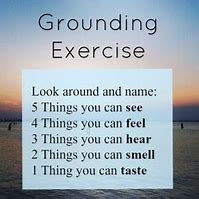 Grounding
Exercise
Look around and name:
5 Things you can see
4 Things you can feel
3 Things you can hear
2 Things you can smell
1 Thing you can taste